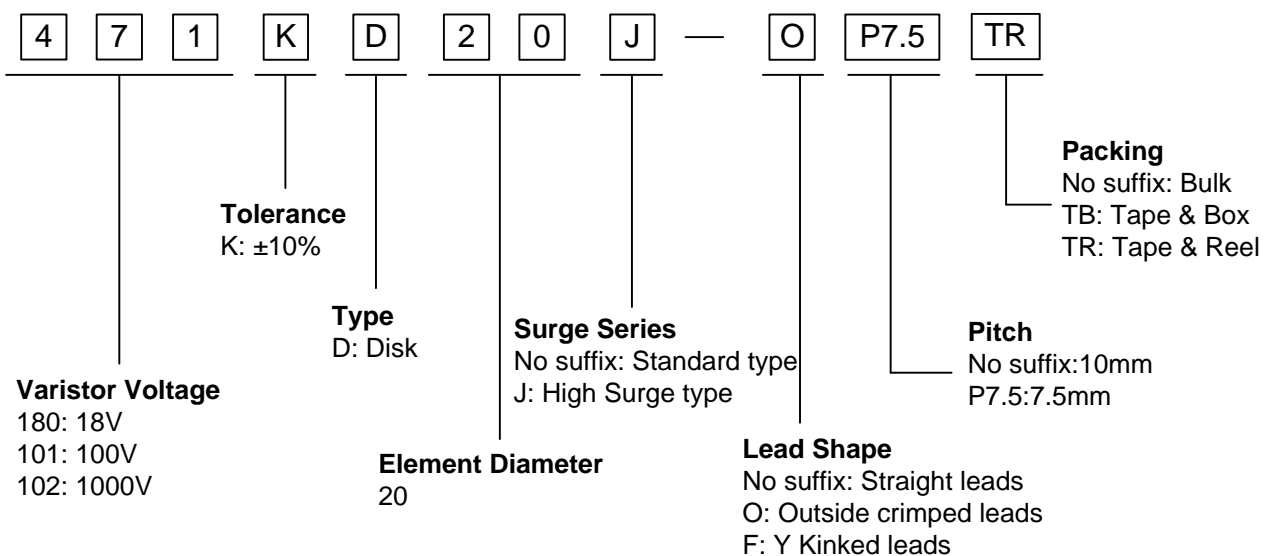 4 7 1 K D 2 0 J — O P7.5 TR
Packing
No suffix: Bulk
TB: Tape & Box
TR: Tape & Reel
Tolerance
K: ±10%
Type
D: Disk
Surge Series
No suffix: Standard type
J: High Surge type
Pitch
No suffix:10mm
P7.5:7.5mm
Varistor Voltage
180: 18V
101: 100V
102: 1000V
Element Diameter
20
Lead Shape
No suffix: Straight leads
O: Outside crimped leads
F: Y Kinked leads